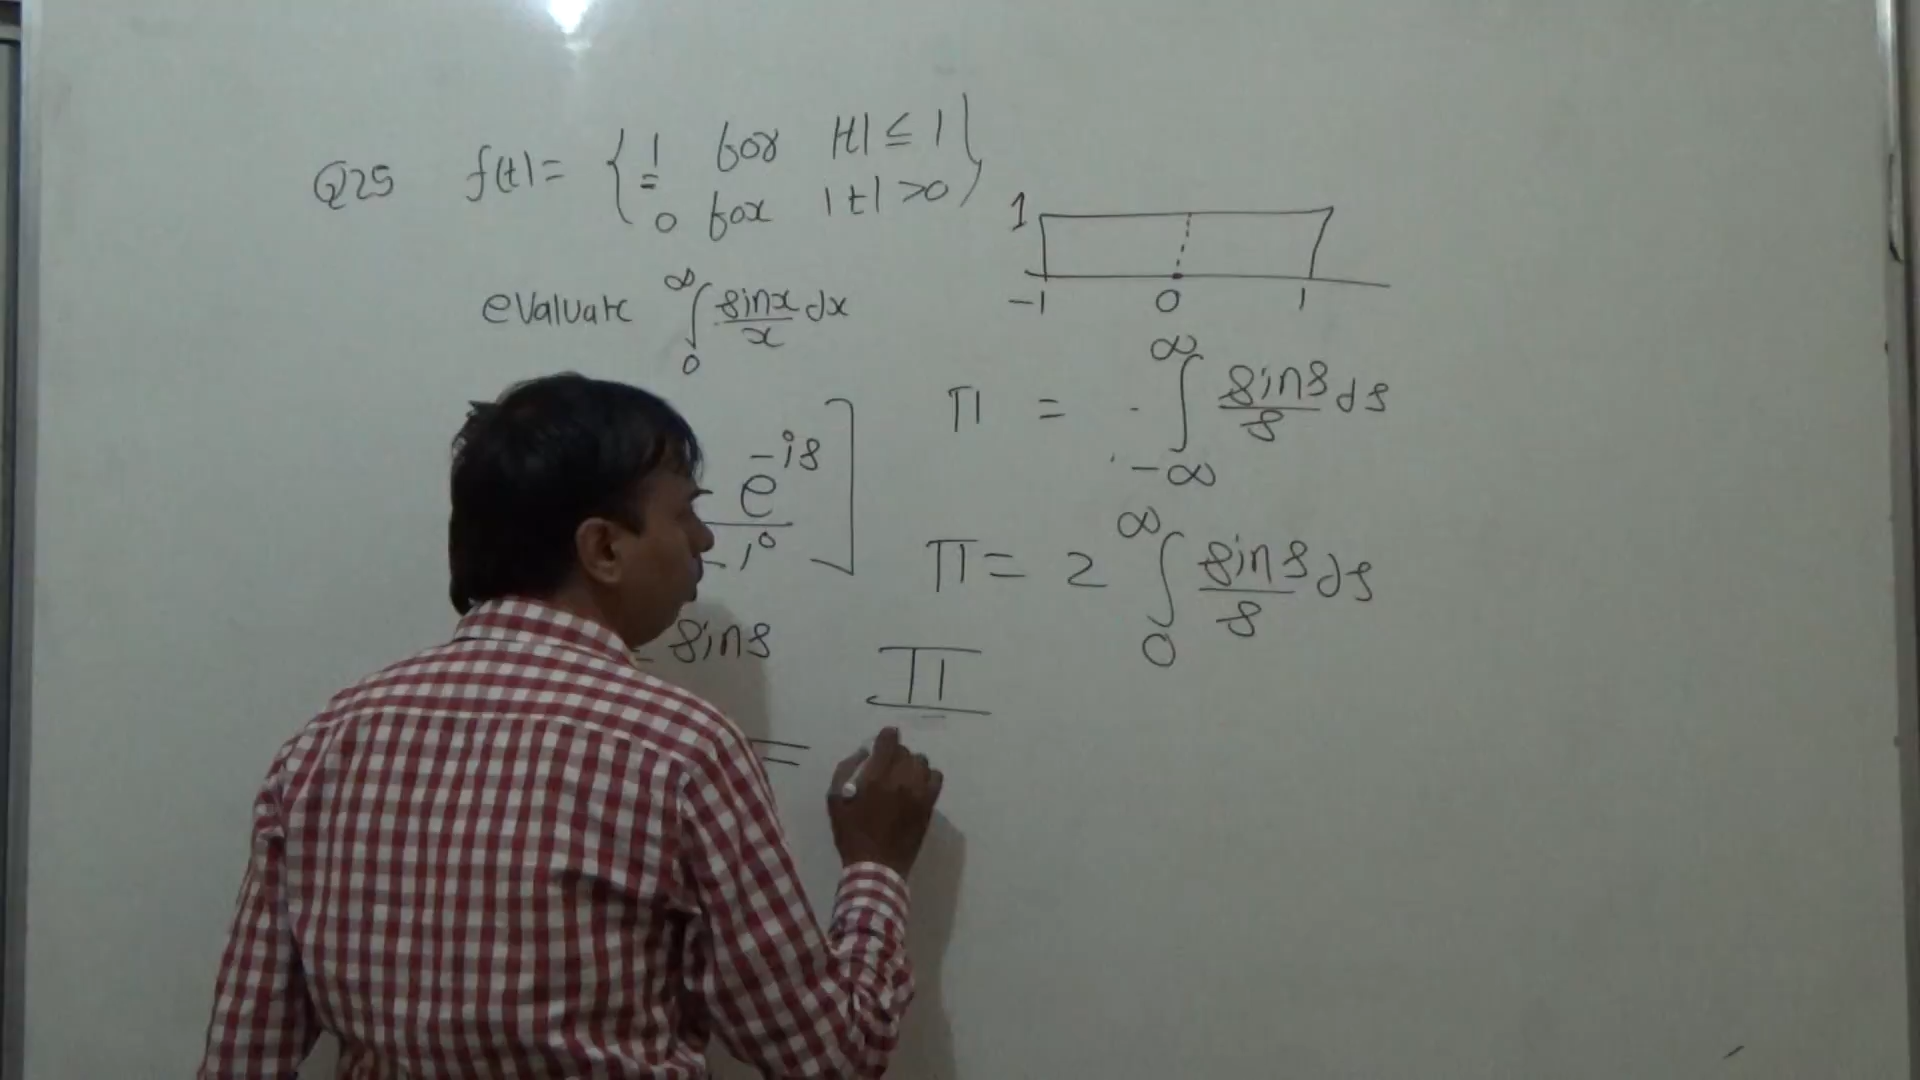 Q25 f(t) = { 1 for |t| ≤ 1 }
= 0 for |t| > 0
1
-1 0 1
evaluate ∫₀^∞ sinx/x dx
e^-is ]
-i
= sins
=
π = ∫_-∞^∞ sins/s ds
π = 2 ∫₀^∞ sins/s ds
π